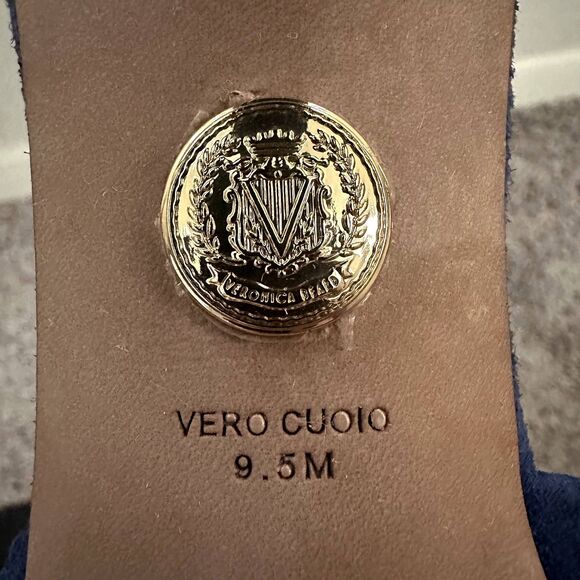 V
VERONICA BEARD
VERO CUOIO
9.5M